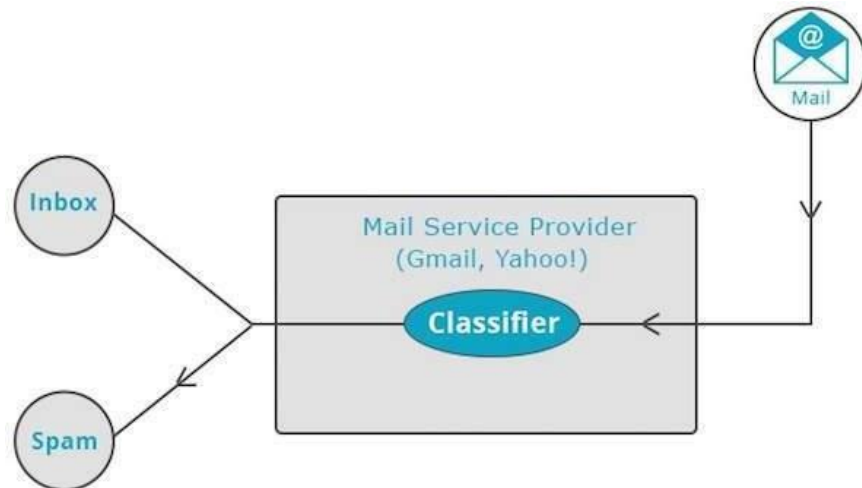 @
Mail
Inbox
Mail Service Provider
(Gmail, Yahoo!)
Classifier
Spam